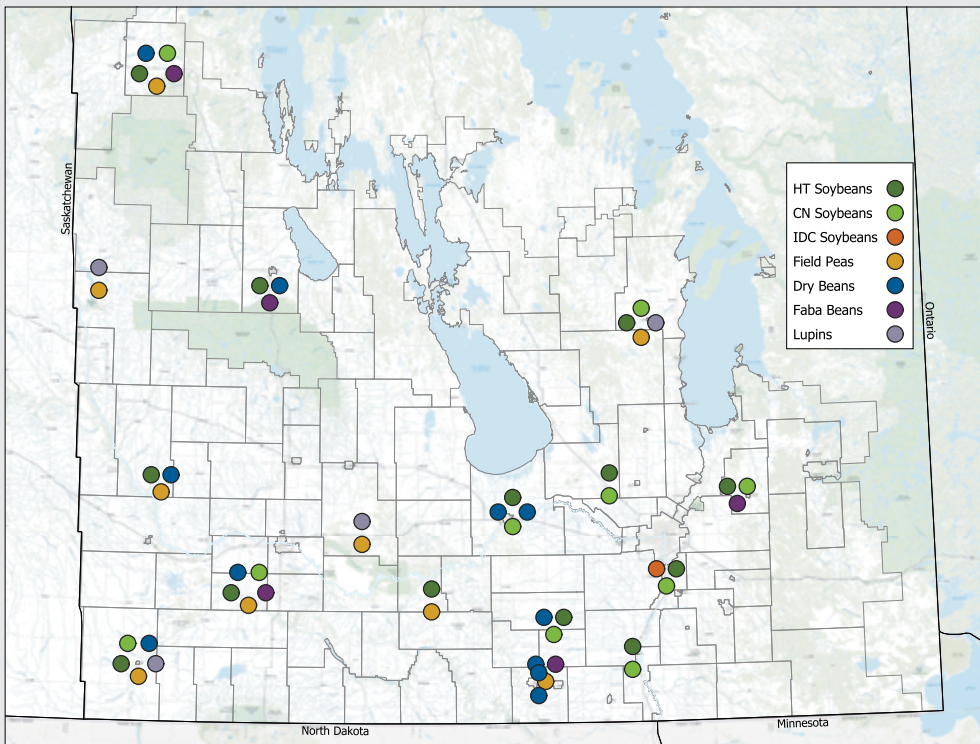 Saskatchewan
HT Soybeans
CN Soybeans
IDC Soybeans
Field Peas
Dry Beans
Faba Beans
Lupins
Ontario
North Dakota
Minnesota